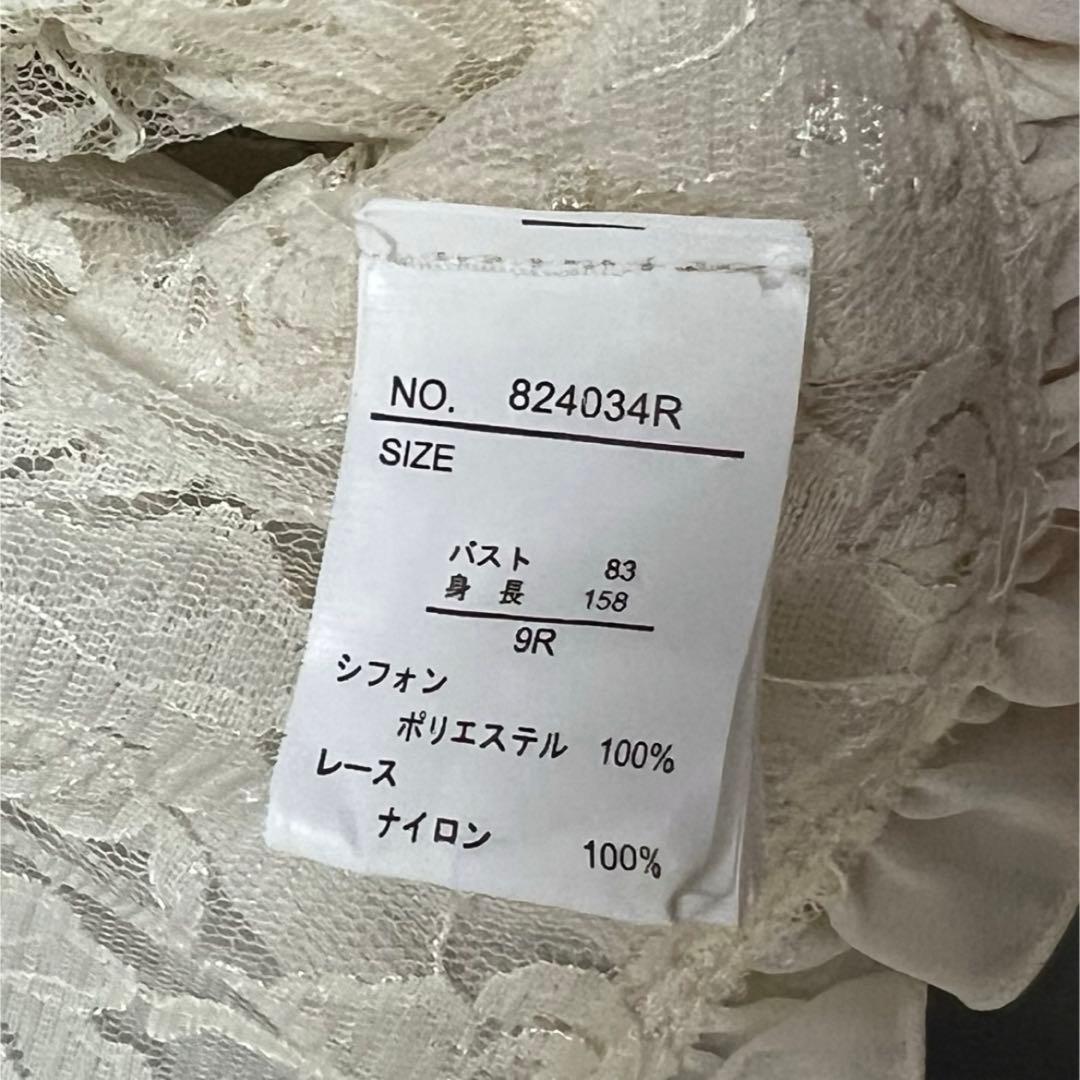 NO. 824034R
SIZE
バスト 83
身長 158
9R
シフォン
ポリエステル 100%
レース
ナイロン 100%